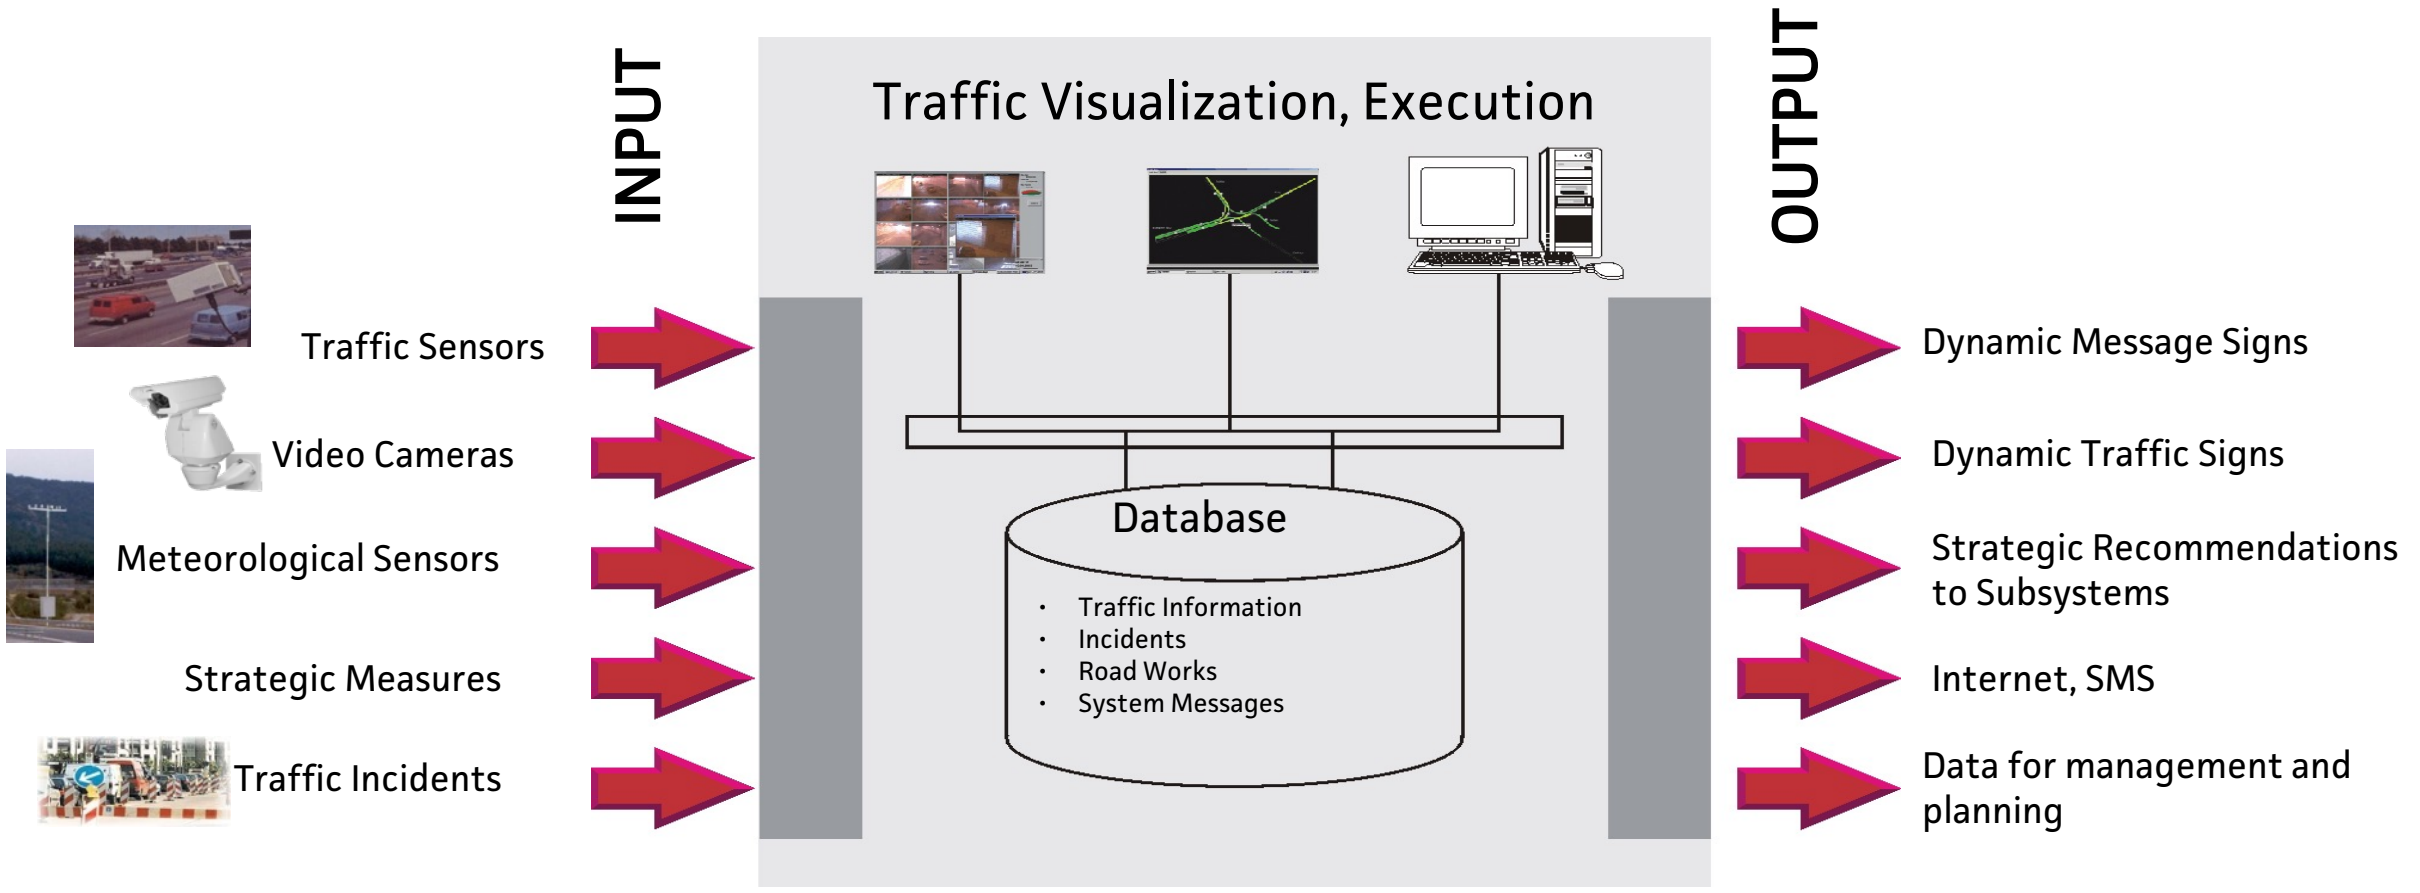 INPUT
Traffic Sensors
Video Cameras
Meteorological Sensors
Strategic Measures
Traffic Incidents
Traffic Visualization, Execution
Database
· Traffic Information
· Incidents
· Road Works
· System Messages
OUTPUT
Dynamic Message Signs
Dynamic Traffic Signs
Strategic Recommendations
to Subsystems
Internet, SMS
Data for management and
planning